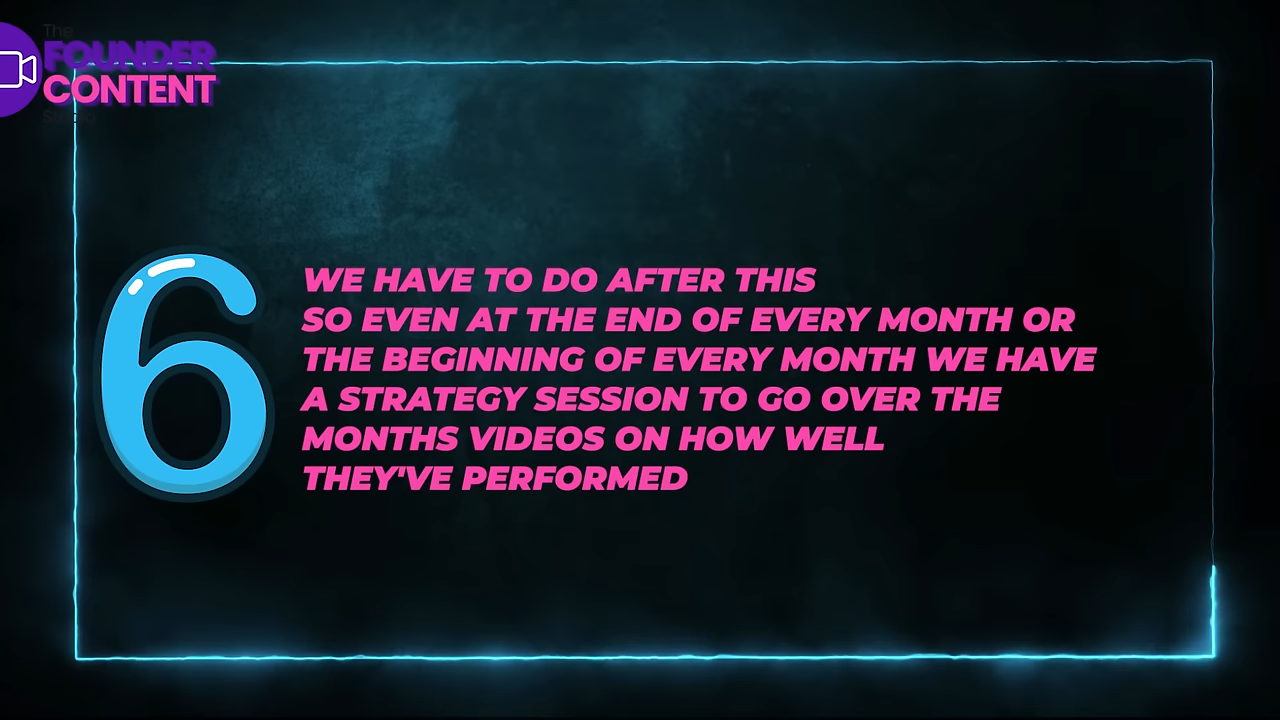 The
FOUNDER
CONTENT
Studio
6
WE HAVE TO DO AFTER THIS
SO EVEN AT THE END OF EVERY MONTH OR
THE BEGINNING OF EVERY MONTH WE HAVE
A STRATEGY SESSION TO GO OVER THE
MONTHS VIDEOS ON HOW WELL
THEY'VE PERFORMED